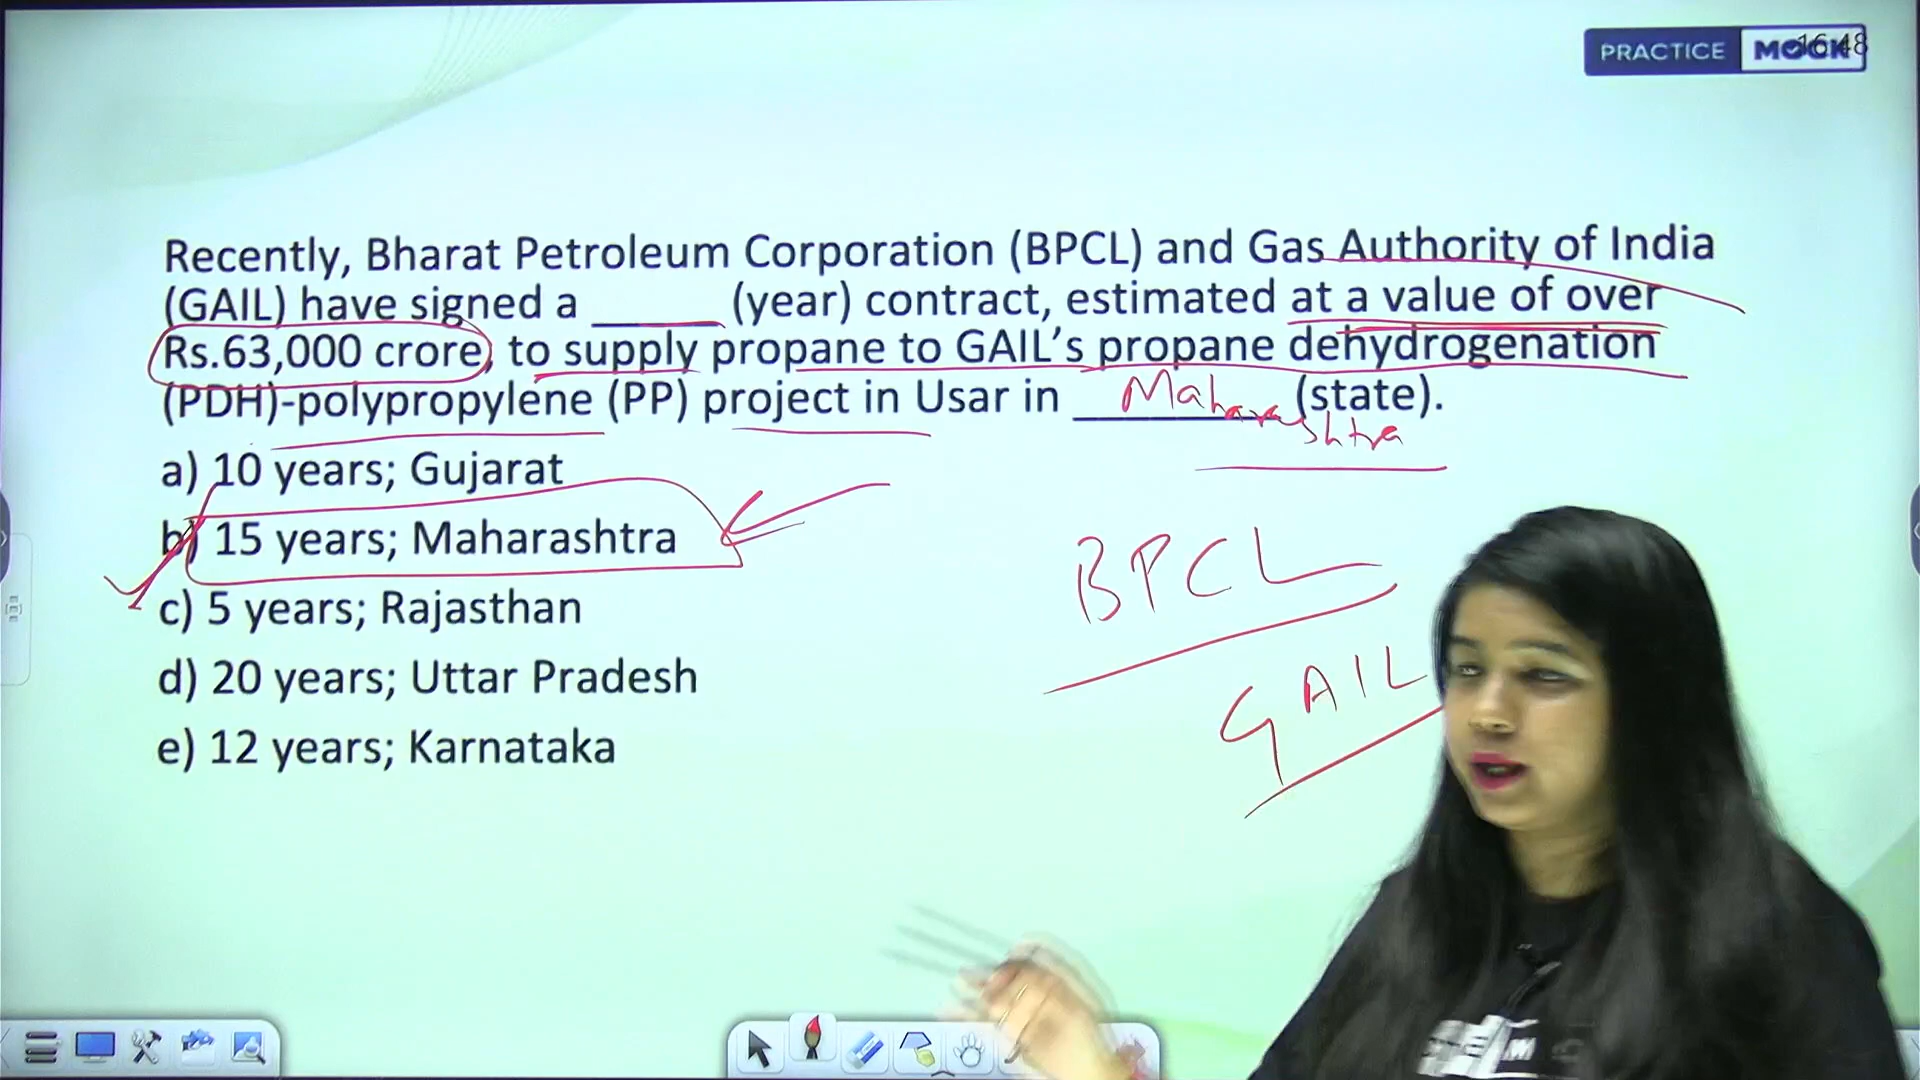 PRACTICE MOCK 16:48
Recently, Bharat Petroleum Corporation (BPCL) and Gas Authority of India
(GAIL) have signed a ______ (year) contract, estimated at a value of over
Rs.63,000 crore, to supply propane to GAIL's propane dehydrogenation
(PDH)-polypropylene (PP) project in Usar in ________ (state).
Maharashtra
a) 10 years; Gujarat
b) 15 years; Maharashtra
c) 5 years; Rajasthan
d) 20 years; Uttar Pradesh
e) 12 years; Karnataka
BPCL
GAIL